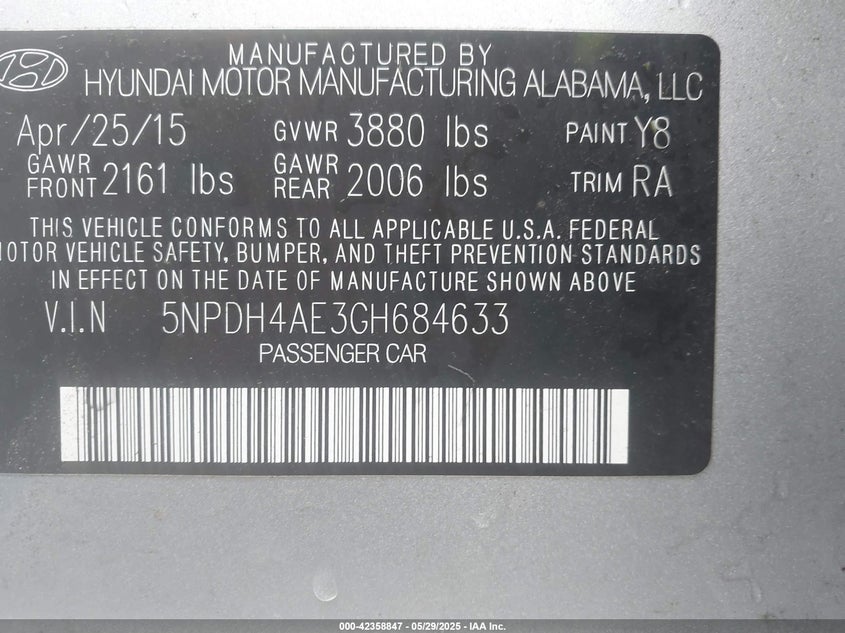 MANUFACTURED BY
HYUNDAI MOTOR MANUFACTURING ALABAMA, LLC
Apr/25/15 GVWR 3880 lbs PAINT Y8
GAWR FRONT 2161 lbs GAWR REAR 2006 lbs TRIM RA
THIS VEHICLE CONFORMS TO ALL APPLICABLE U.S.A. FEDERAL
MOTOR VEHICLE SAFETY, BUMPER, AND THEFT PREVENTION STANDARDS
IN EFFECT ON THE DATE OF MANUFACTURE SHOWN ABOVE
V.I.N 5NPDH4AE3GH684633
PASSENGER CAR
000-42358847 — 05/29/2025 — IAA Inc.